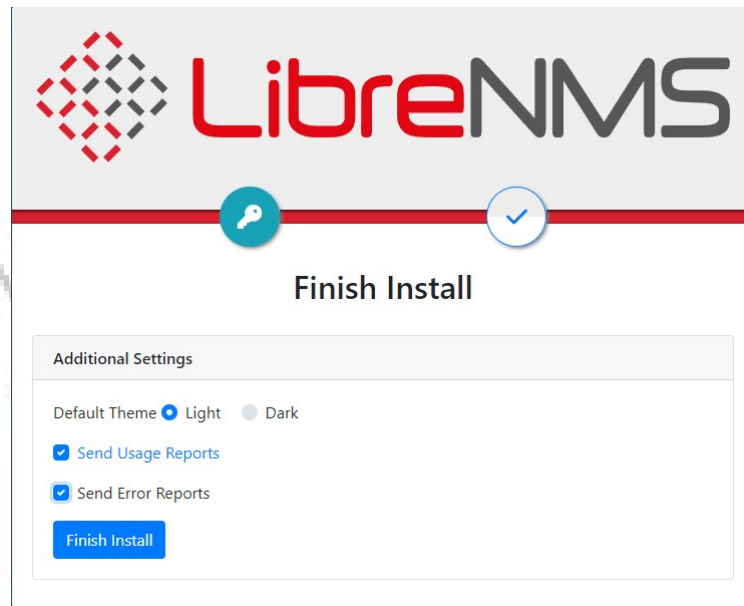 LibreNMS
Finish Install
Additional Settings
Default Theme Light Dark
Send Usage Reports
Send Error Reports
Finish Install